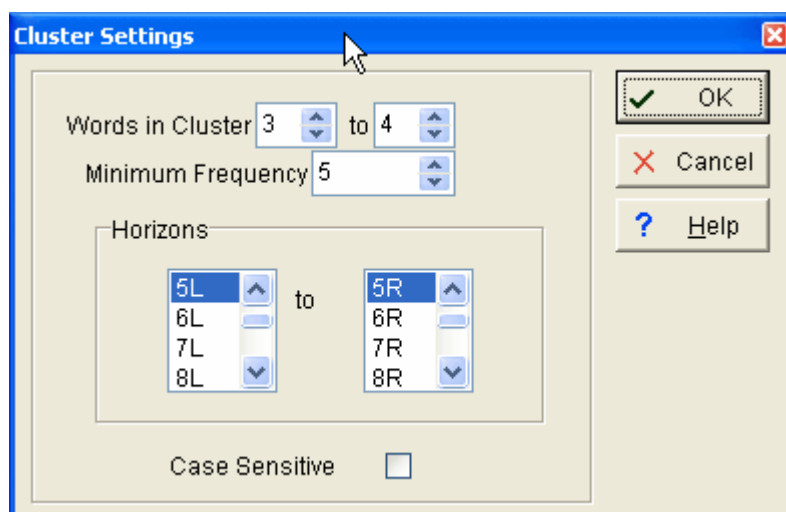 Cluster Settings
Words in Cluster 3 to 4
Minimum Frequency 5
Horizons
5L
6L
7L
8L
to
5R
6R
7R
8R
Case Sensitive
OK
Cancel
? Help